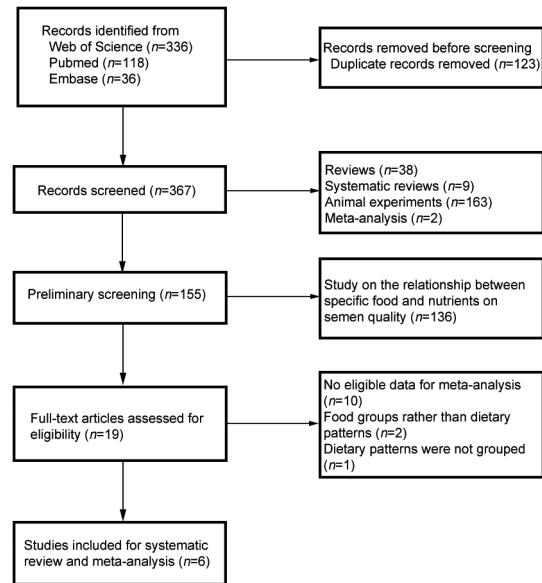 Records identified from
Web of Science (n=336)
Pubmed (n=118)
Embase (n=36)
Records removed before screening
Duplicate records removed (n=123)
Records screened (n=367)
Reviews (n=38)
Systematic reviews (n=9)
Animal experiments (n=163)
Meta-analysis (n=2)
Preliminary screening (n=155)
Study on the relationship between
specific food and nutrients on
semen quality (n=136)
Full-text articles assessed for
eligibility (n=19)
No eligible data for meta-analysis
(n=10)
Food groups rather than dietary
patterns (n=2)
Dietary patterns were not grouped
(n=1)
Studies included for systematic
review and meta-analysis (n=6)